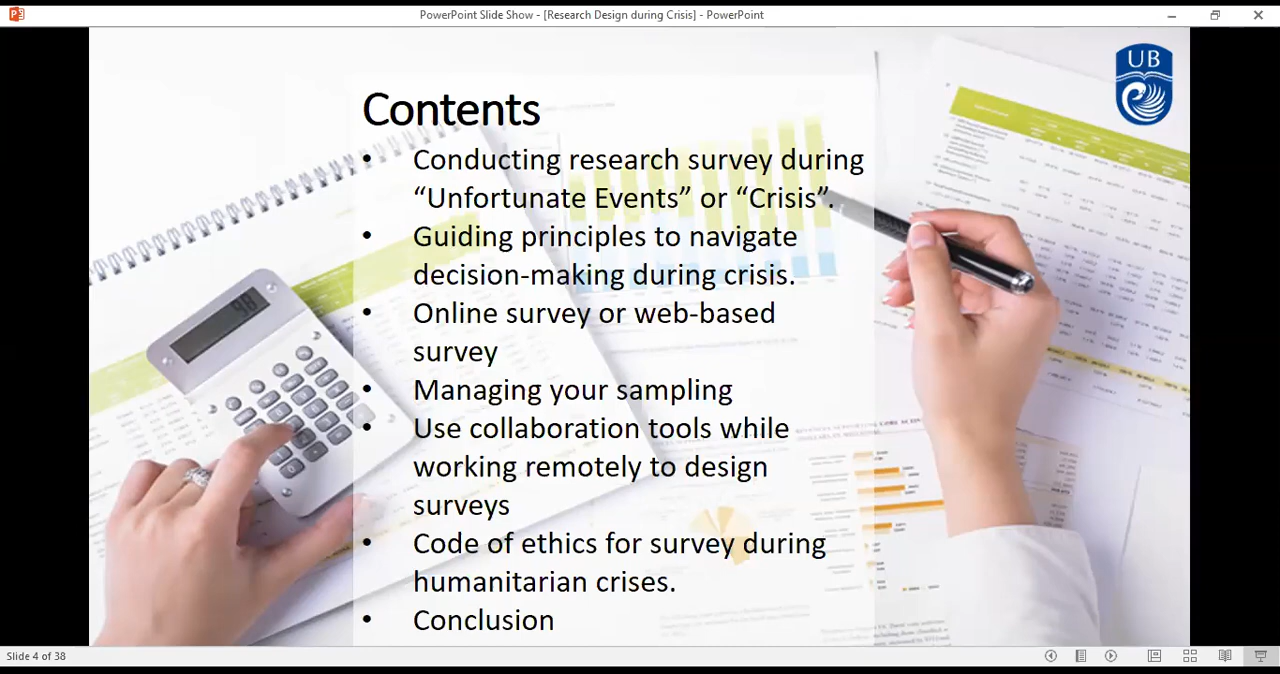 PowerPoint Slide Show - [Research Design during Crisis] - PowerPoint
UB
Contents
• Conducting research survey during
“Unfortunate Events” or “Crisis”.
• Guiding principles to navigate
decision-making during crisis.
• Online survey or web-based
survey
• Managing your sampling
• Use collaboration tools while
working remotely to design
surveys
• Code of ethics for survey during
humanitarian crises.
• Conclusion
Slide 4 of 38